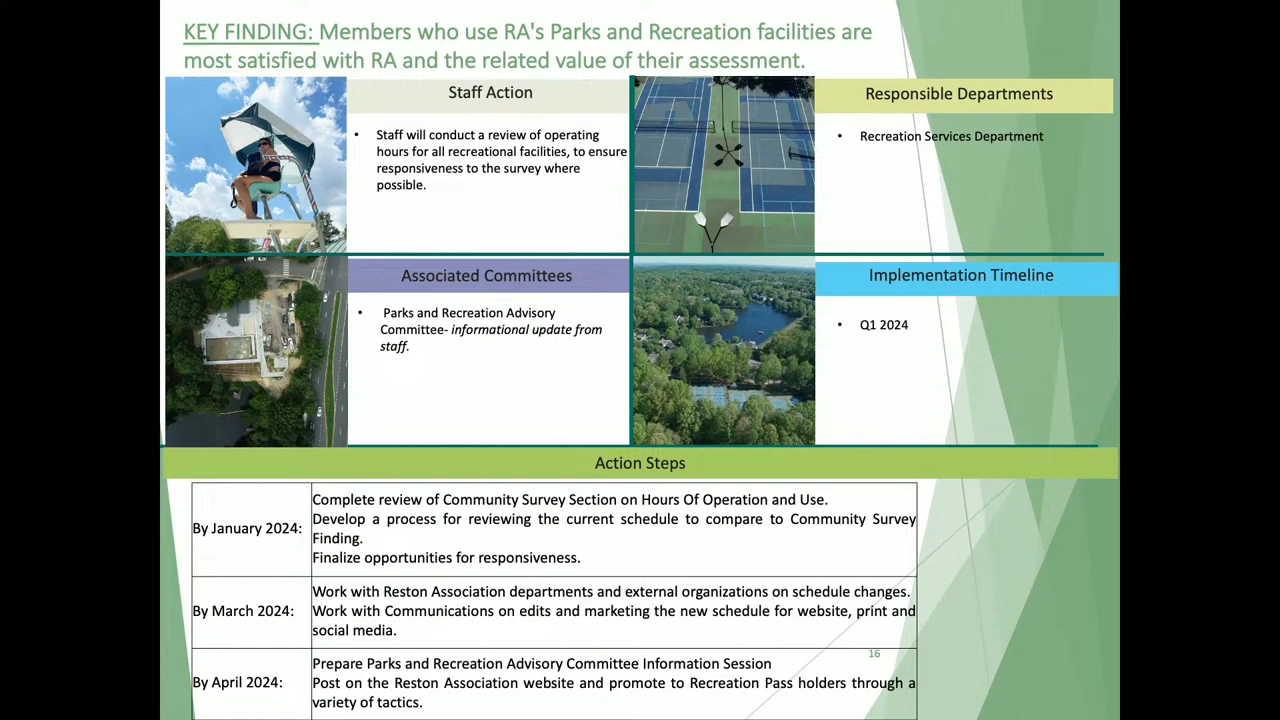 KEY FINDING: Members who use RA's Parks and Recreation facilities are
most satisfied with RA and the related value of their assessment.
Staff Action
• Staff will conduct a review of operating
hours for all recreational facilities, to ensure
responsiveness to the survey where
possible.
Responsible Departments
• Recreation Services Department
Associated Committees
• Parks and Recreation Advisory
Committee- informational update from
staff.
Implementation Timeline
• Q1 2024
Action Steps
By January 2024:
Complete review of Community Survey Section on Hours Of Operation and Use.
Develop a process for reviewing the current schedule to compare to Community Survey
Finding.
Finalize opportunities for responsiveness.
By March 2024:
Work with Reston Association departments and external organizations on schedule changes.
Work with Communications on edits and marketing the new schedule for website, print and
social media.
16
By April 2024:
Prepare Parks and Recreation Advisory Committee Information Session
Post on the Reston Association website and promote to Recreation Pass holders through a
variety of tactics.